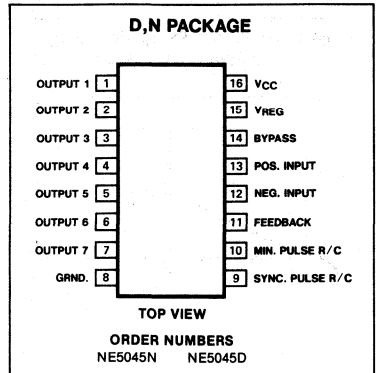 D,N PACKAGE
OUTPUT 1 1 16 VCC
OUTPUT 2 2 15 VREG
OUTPUT 3 3 14 BYPASS
OUTPUT 4 4 13 POS. INPUT
OUTPUT 5 5 12 NEG. INPUT
OUTPUT 6 6 11 FEEDBACK
OUTPUT 7 7 10 MIN. PULSE R/C
GRND. 8 9 SYNC. PULSE R/C
TOP VIEW
ORDER NUMBERS
NE5045N NE5045D